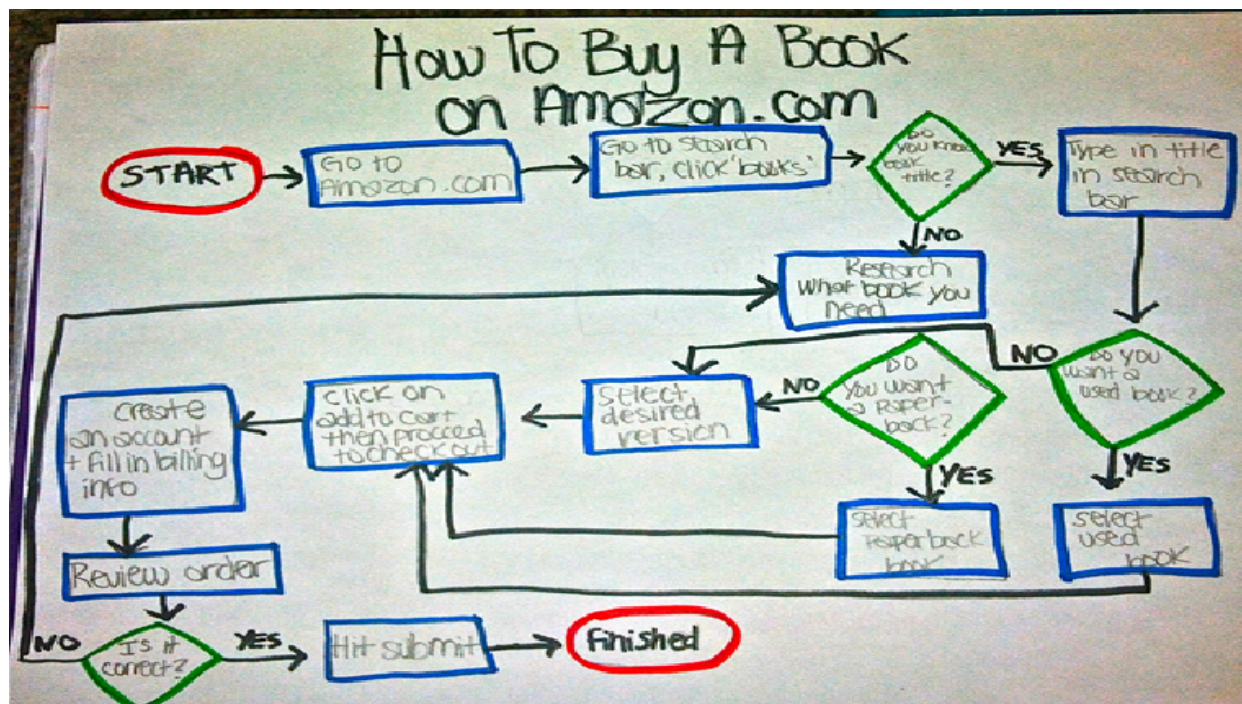 How To Buy A Book
on Amazon.com
START
Go to
Amazon.com
Go to search
bar, click 'books'
Do
you know
book
title?
YES
Type in title
in search
bar
NO
Research
what book you
need
NO
Do you
want a
used book?
Do
you want
a paper-
back?
NO
select
desired
version
click on
add to cart
then procced
to check out
create
an account
+ fill in billing
info
YES
YES
select
paperback
book
select
used
book
Review order
NO
Is it
correct?
YES
Hit submit
Finished